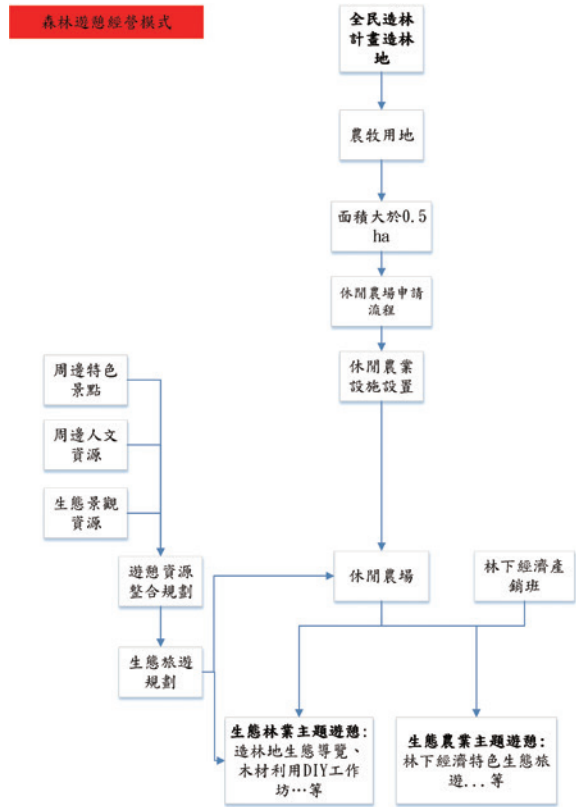 森林遊憩經營模式
全民造林
計畫造林
地
農牧用地
面積大於0.5
ha
休閒農場申請
流程
休閒農業
設施設置
周邊特色
景點
周邊人文
資源
生態景觀
資源
遊憩資源
整合規劃
休閒農場
林下經濟產
銷班
生態旅遊
規劃
生態林業主題遊憩:
造林地生態導覽、
木材利用DIY工作
坊…等
生態農業主題遊憩:
林下經濟特色生態旅
遊...等